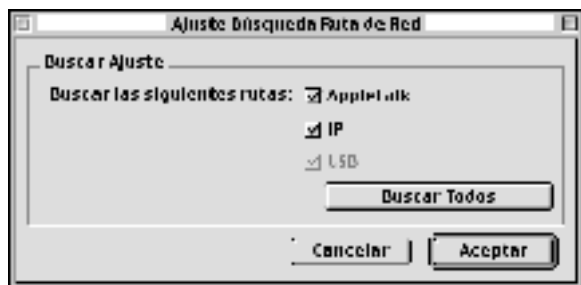 Ajuste Búsqueda Ruta de Red
Buscar Ajuste
Buscar las siguientes rutas: AppleTalk
IP
USB
Buscar Todos
Cancelar Aceptar